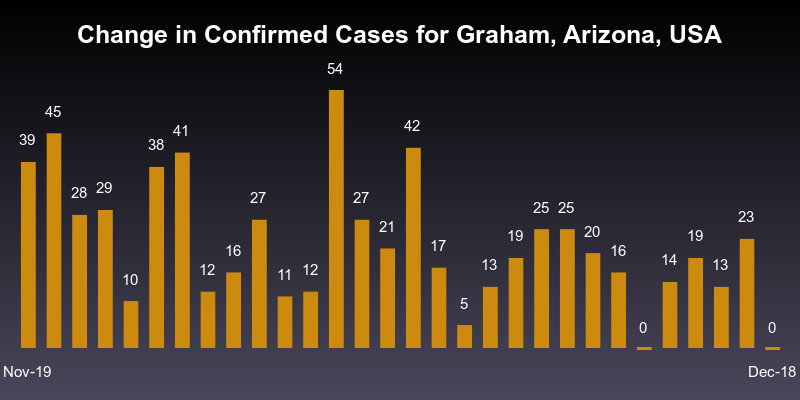 Change in Confirmed Cases for Graham, Arizona, USA
39 45 28 29 10 38 41 12 16 27 11 12 54 27 21 42 17 5 13 19 25 25 20 16 0 14 19 13 23 0
Nov-19 Dec-18